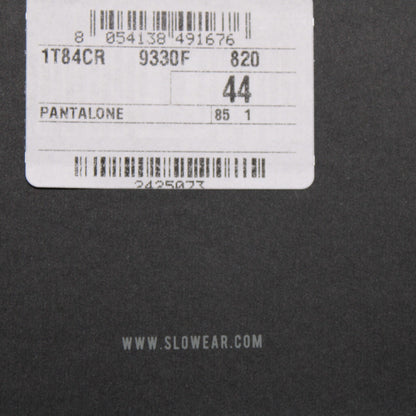 8 054138 491676
1T84CR 9330F 820
44
PANTALONE 85 1
2425073
WWW.SLOWEAR.COM